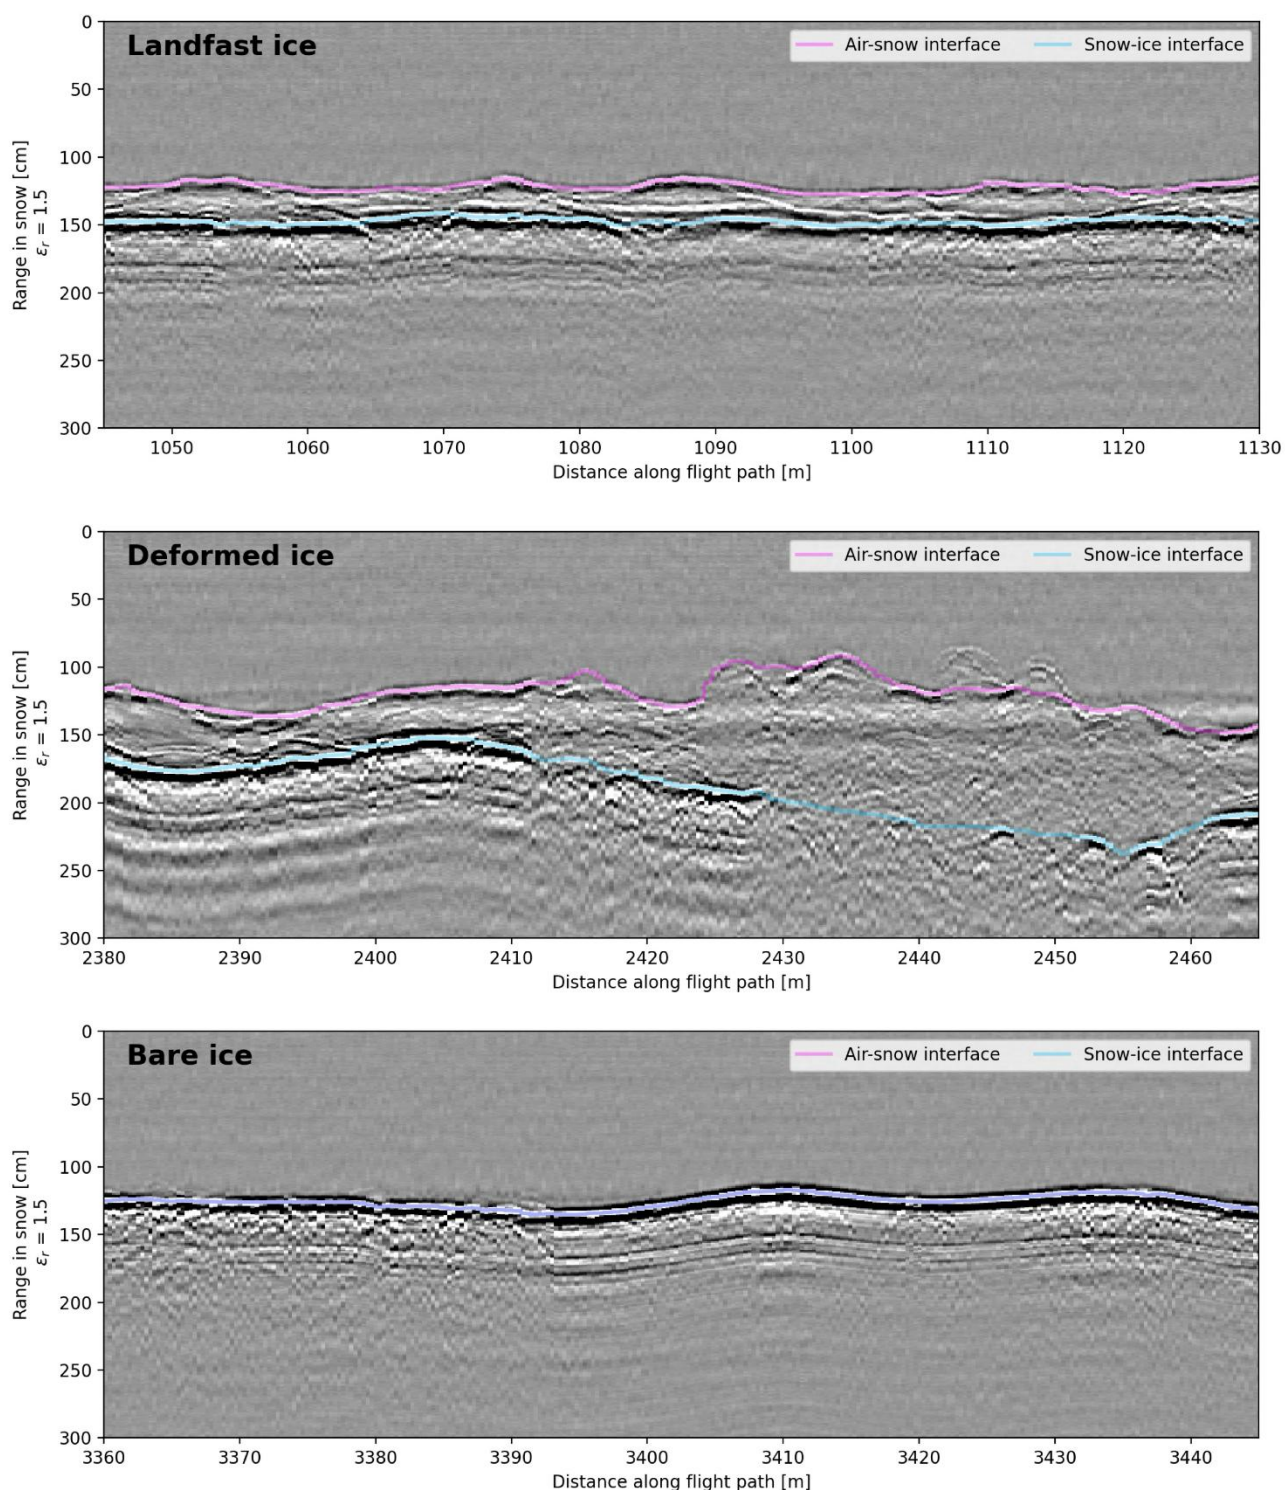 Landfast ice
Air-snow interface
Snow-ice interface
0
50
100
150
200
250
300
Range in snow [cm]
εᵣ = 1.5
1050
1060
1070
1080
1090
1100
1110
1120
1130
Distance along flight path [m]
Deformed ice
Air-snow interface
Snow-ice interface
0
50
100
150
200
250
300
Range in snow [cm]
εᵣ = 1.5
2380
2390
2400
2410
2420
2430
2440
2450
2460
Distance along flight path [m]
Bare ice
Air-snow interface
Snow-ice interface
0
50
100
150
200
250
300
Range in snow [cm]
εᵣ = 1.5
3360
3370
3380
3390
3400
3410
3420
3430
3440
Distance along flight path [m]